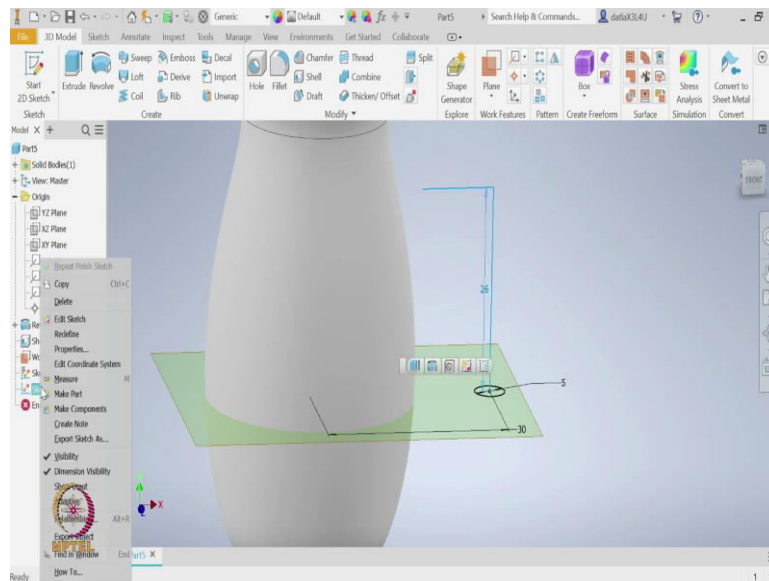 Generic
Default
Part5
Search Help & Commands...
datlaX3L4U
File 3D Model Sketch Annotate Inspect Tools Manage View Environments Get Started Collaborate
Start
2D Sketch
Extrude Revolve
Sweep Emboss Decal
Loft Derive Import
Coil Rib Unwrap
Hole Fillet
Chamfer Thread Split
Shell Combine
Draft Thicken/ Offset
Shape
Generator
Plane
Box
Stress
Analysis
Convert to
Sheet Metal
Sketch Create Modify Explore Work Features Pattern Create Freeform Surface Simulation Convert
Model X +
Part5
Solid Bodies(1)
View: Master
Origin
YZ Plane
XZ Plane
XY Plane
Repeat Finish Sketch
Copy Ctrl+C
Delete
Edit Sketch
Redefine
Properties...
Edit Coordinate System
Measure M
Make Part
Make Components
Create Note
Export Sketch As...
Visibility
Dimension Visibility
Alt+R
Export Object
Find in Window End
How To...
NPTEL
Part5 X
X
26
5
30
FRONT
Ready
1